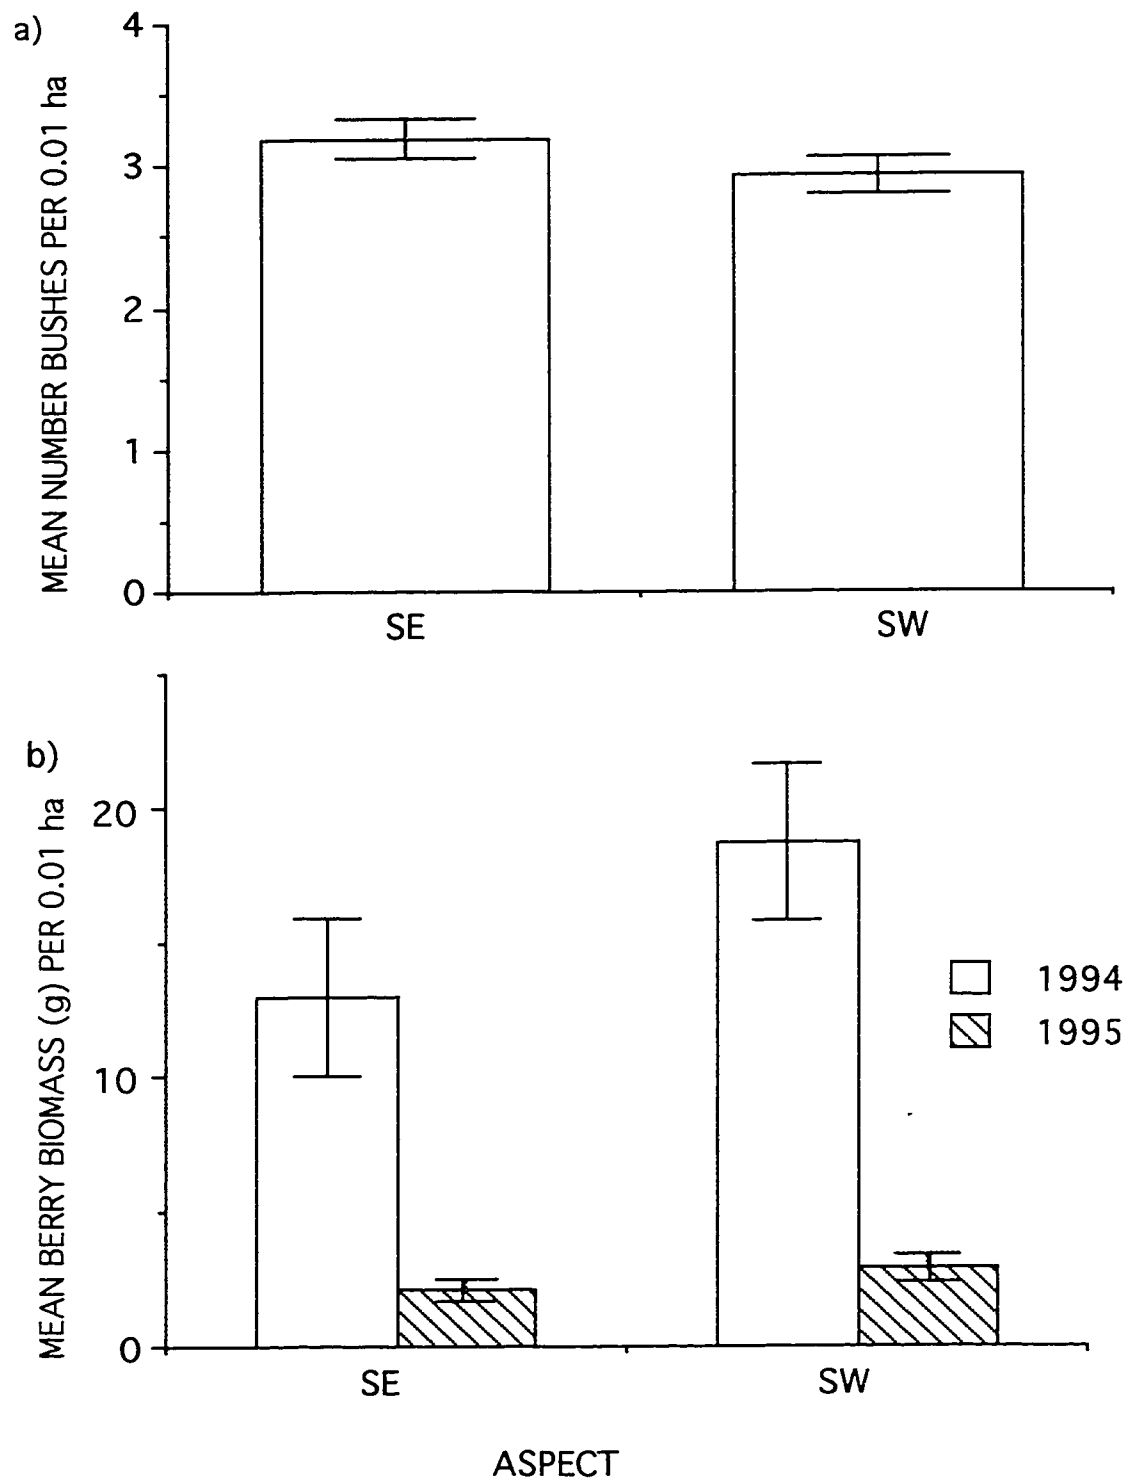 a)
MEAN NUMBER BUSHES PER 0.01 ha
4
3
2
1
0
SE SW
b)
MEAN BERRY BIOMASS (g) PER 0.01 ha
20
10
0
1994
1995
SE SW
ASPECT